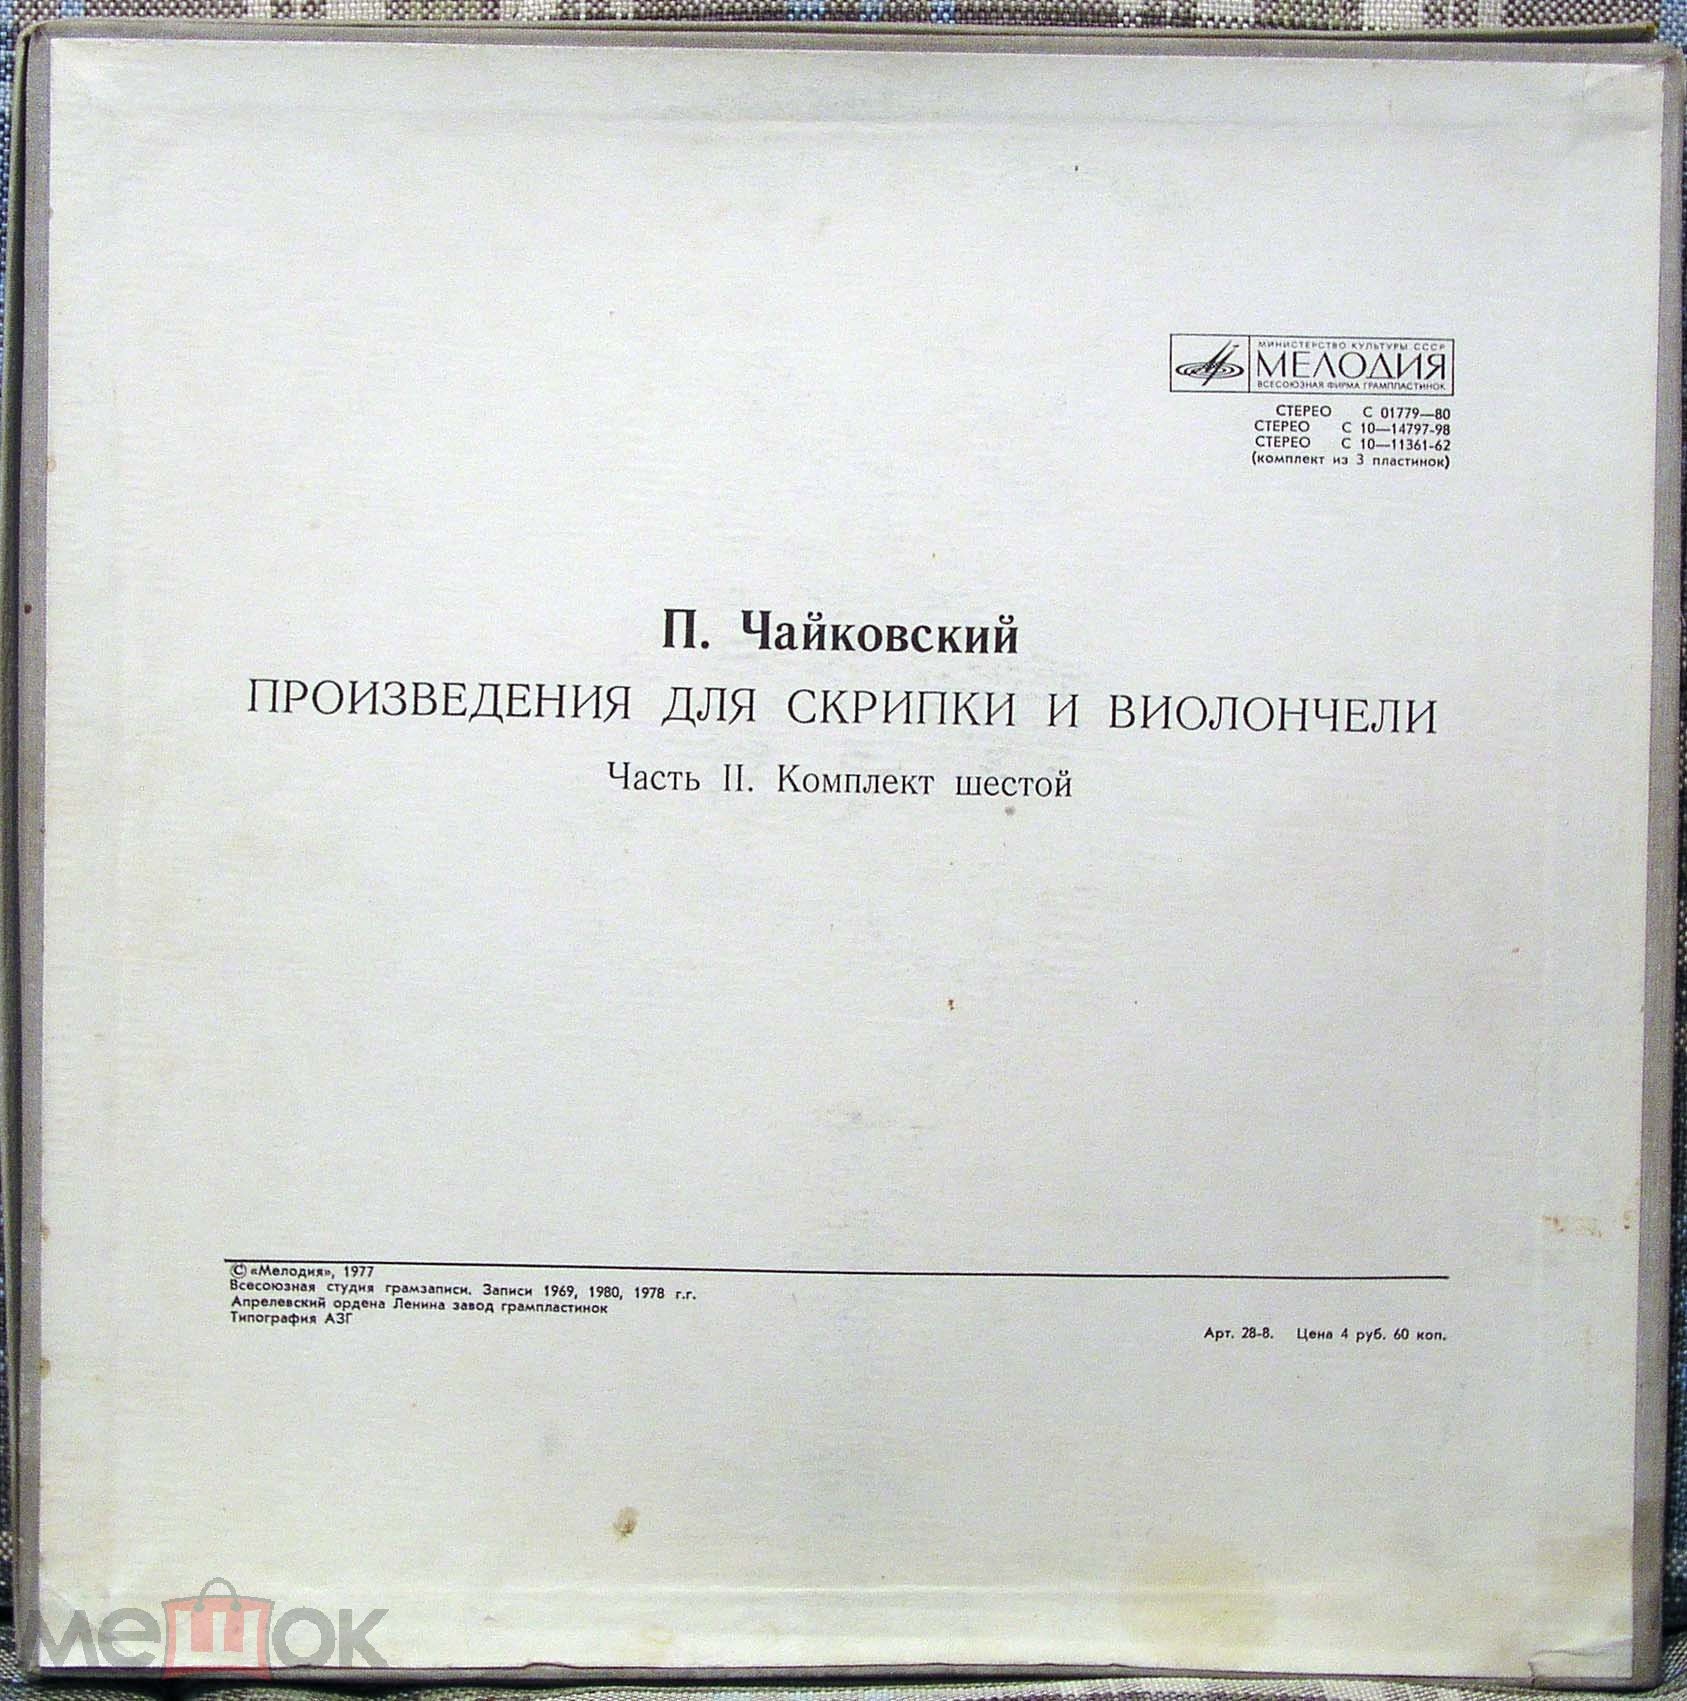 МИНИСТЕРСТВО КУЛЬТУРЫ СССР
МЕЛОДИЯ
ВСЕСОЮЗНАЯ ФИРМА ГРАМПЛАСТИНОК
СТЕРЕО С 01779—80
СТЕРЕО С 10—14797-98
СТЕРЕО С 10—11361-62
(комплект из 3 пластинок)
П. Чайковский
ПРОИЗВЕДЕНИЯ ДЛЯ СКРИПКИ И ВИОЛОНЧЕЛИ
Часть II. Комплект шестой
© «Мелодия», 1977
Всесоюзная студия грамзаписи. Записи 1969, 1980, 1978 г.г.
Апрелевский ордена Ленина завод грампластинок
Типография АЗГ
Арт. 28-8. Цена 4 руб. 60 коп.
мешок